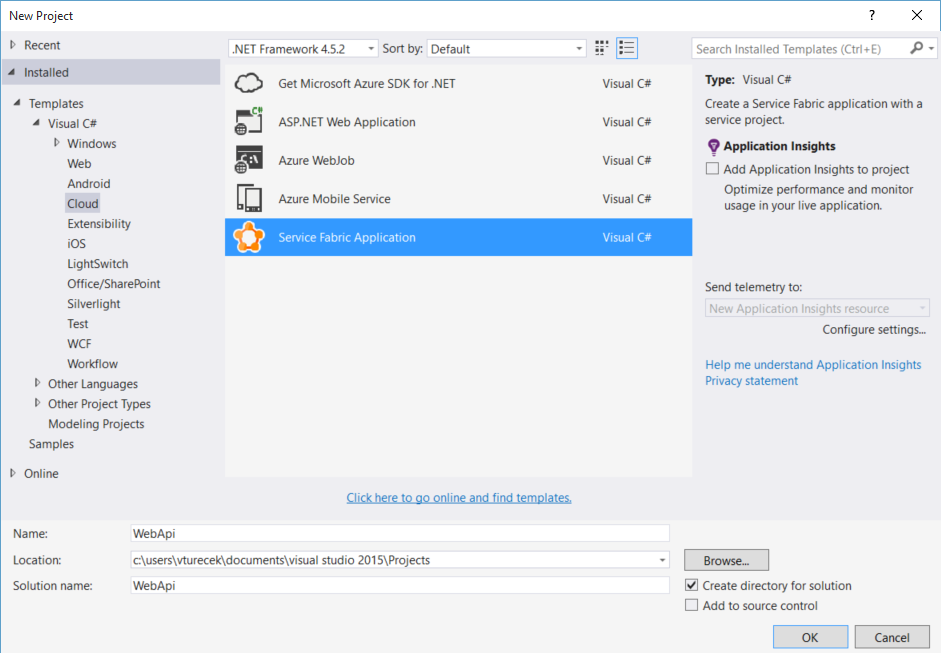 New Project
?
Recent
Installed
Templates
Visual C#
Windows
Web
Android
Cloud
Extensibility
iOS
LightSwitch
Office/SharePoint
Silverlight
Test
WCF
Workflow
Other Languages
Other Project Types
Modeling Projects
Samples
Online
.NET Framework 4.5.2 Sort by: Default
Get Microsoft Azure SDK for .NET Visual C#
C#
ASP.NET Web Application Visual C#
Azure WebJob Visual C#
Azure Mobile Service Visual C#
Service Fabric Application Visual C#
Click here to go online and find templates.
Search Installed Templates (Ctrl+E)
Type: Visual C#
Create a Service Fabric application with a
service project.
Application Insights
Add Application Insights to project
Optimize performance and monitor
usage in your live application.
Send telemetry to:
New Application Insights resource
Configure settings...
Help me understand Application Insights
Privacy statement
Name: WebApi
Location: c:\users\vturecek\documents\visual studio 2015\Projects Browse...
Solution name: WebApi
Create directory for solution
Add to source control
OK Cancel